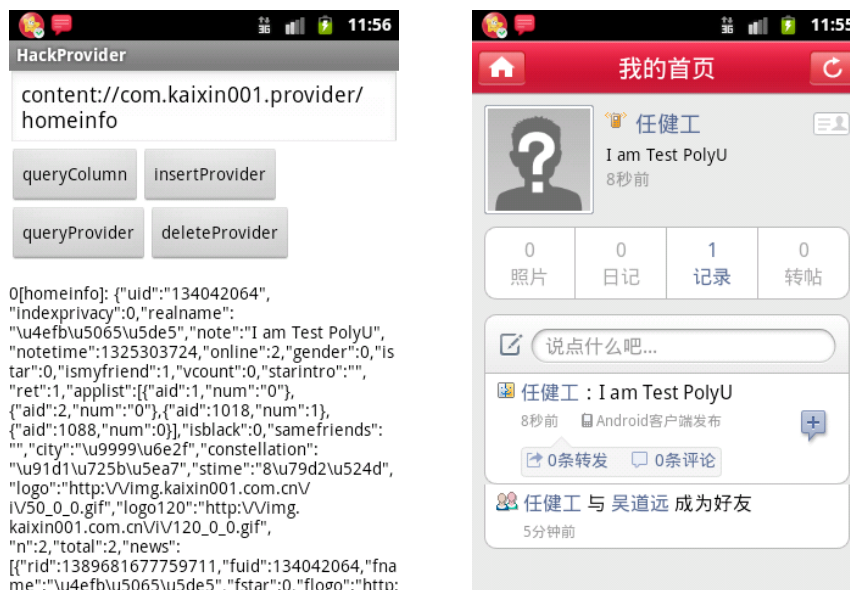 11:56
HackProvider
content://com.kaixin001.provider/
homeinfo
queryColumn
insertProvider
queryProvider
deleteProvider
0[homeinfo]: {"uid":"134042064",
"indexprivacy":0,"realname":
"\u4efb\u5065\u5de5","note":"I am Test PolyU",
"notetime":1325303724,"online":2,"gender":0,"is
tar":0,"ismyfriend":1,"vcount":0,"starintro":"",
"ret":1,"applist":[{"aid":1,"num":"0"},
{"aid":2,"num":"0"},{"aid":1018,"num":1},
{"aid":1088,"num":0}],"isblack":0,"samefriends":
"","city":"\u9999\u6e2f","constellation":
"\u91d1\u725b\u5ea7","stime":"8\u79d2\u524d",
"logo":"http:\/\/img.kaixin001.com.cn\/
i\/50_0_0.gif","logo120":"http:\/\/img.
kaixin001.com.cn\/i\/120_0_0.gif",
"n":2,"total":2,"news":
[{"rid":1389681677759711,"fuid":134042064,"fna
me":"\u4efb\u5065\u5de5","fstar":0,"flogo":"http:
3G
11:55
我的首页
任健工
I am Test PolyU
8秒前
0
照片
0
日记
1
记录
0
转帖
说点什么吧...
任健工：I am Test PolyU
8秒前 Android客户端发布
0条转发 0条评论
任健工 与 吴道远 成为好友
5分钟前